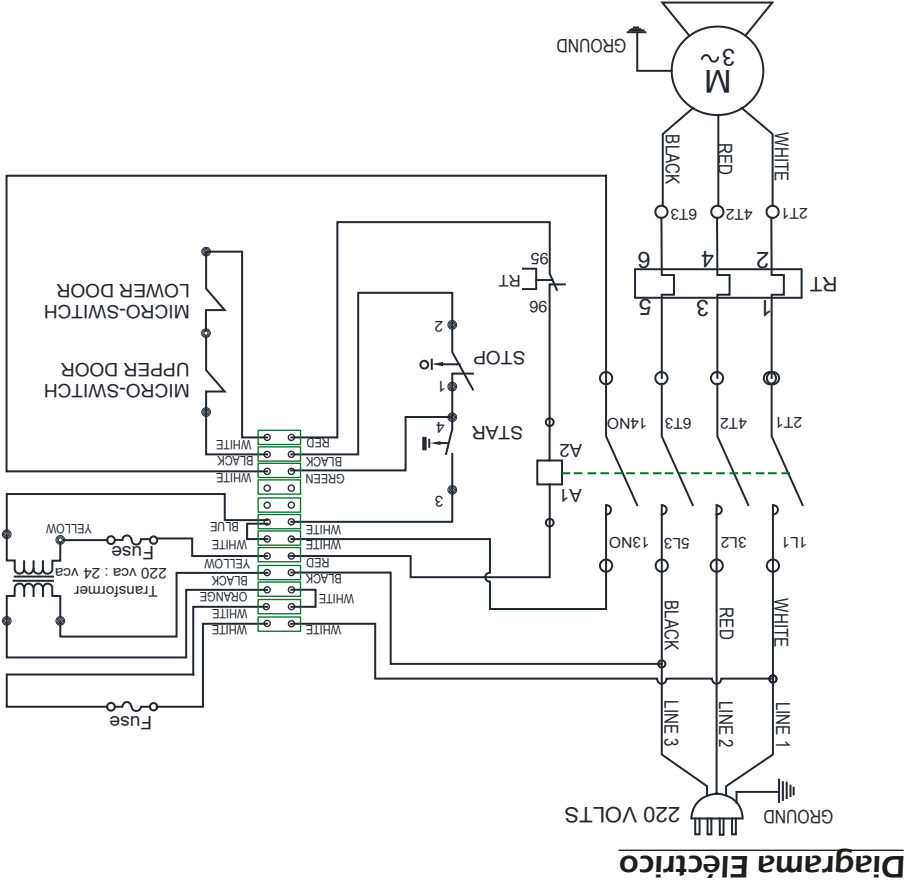 Diagrama Eléctrico
GROUND
220 VOLTS
LINE 1
LINE 2
LINE 3
WHITE
RED
BLACK
1L1
3L2
5L3
13NO
2T1
4T2
6T3
14NO
A1
A2
RT
1
3
5
2
4
6
2T1
4T2
6T3
WHITE
RED
BLACK
M
3~
GROUND
96
RT
95
3
STAR
4
1
STOP
2
Fuse
WHITE
WHITE
WHITE
WHITE
ORANGE
BLACK
BLACK
YELLOW
RED
WHITE
WHITE
BLUE
WHITE
WHITE
GREEN
BLACK
BLACK
WHITE
RED
Transformer
220 vca : 24 vca
Fuse
YELLOW
MICRO-SWITCH
UPPER DOOR
MICRO-SWITCH
LOWER DOOR